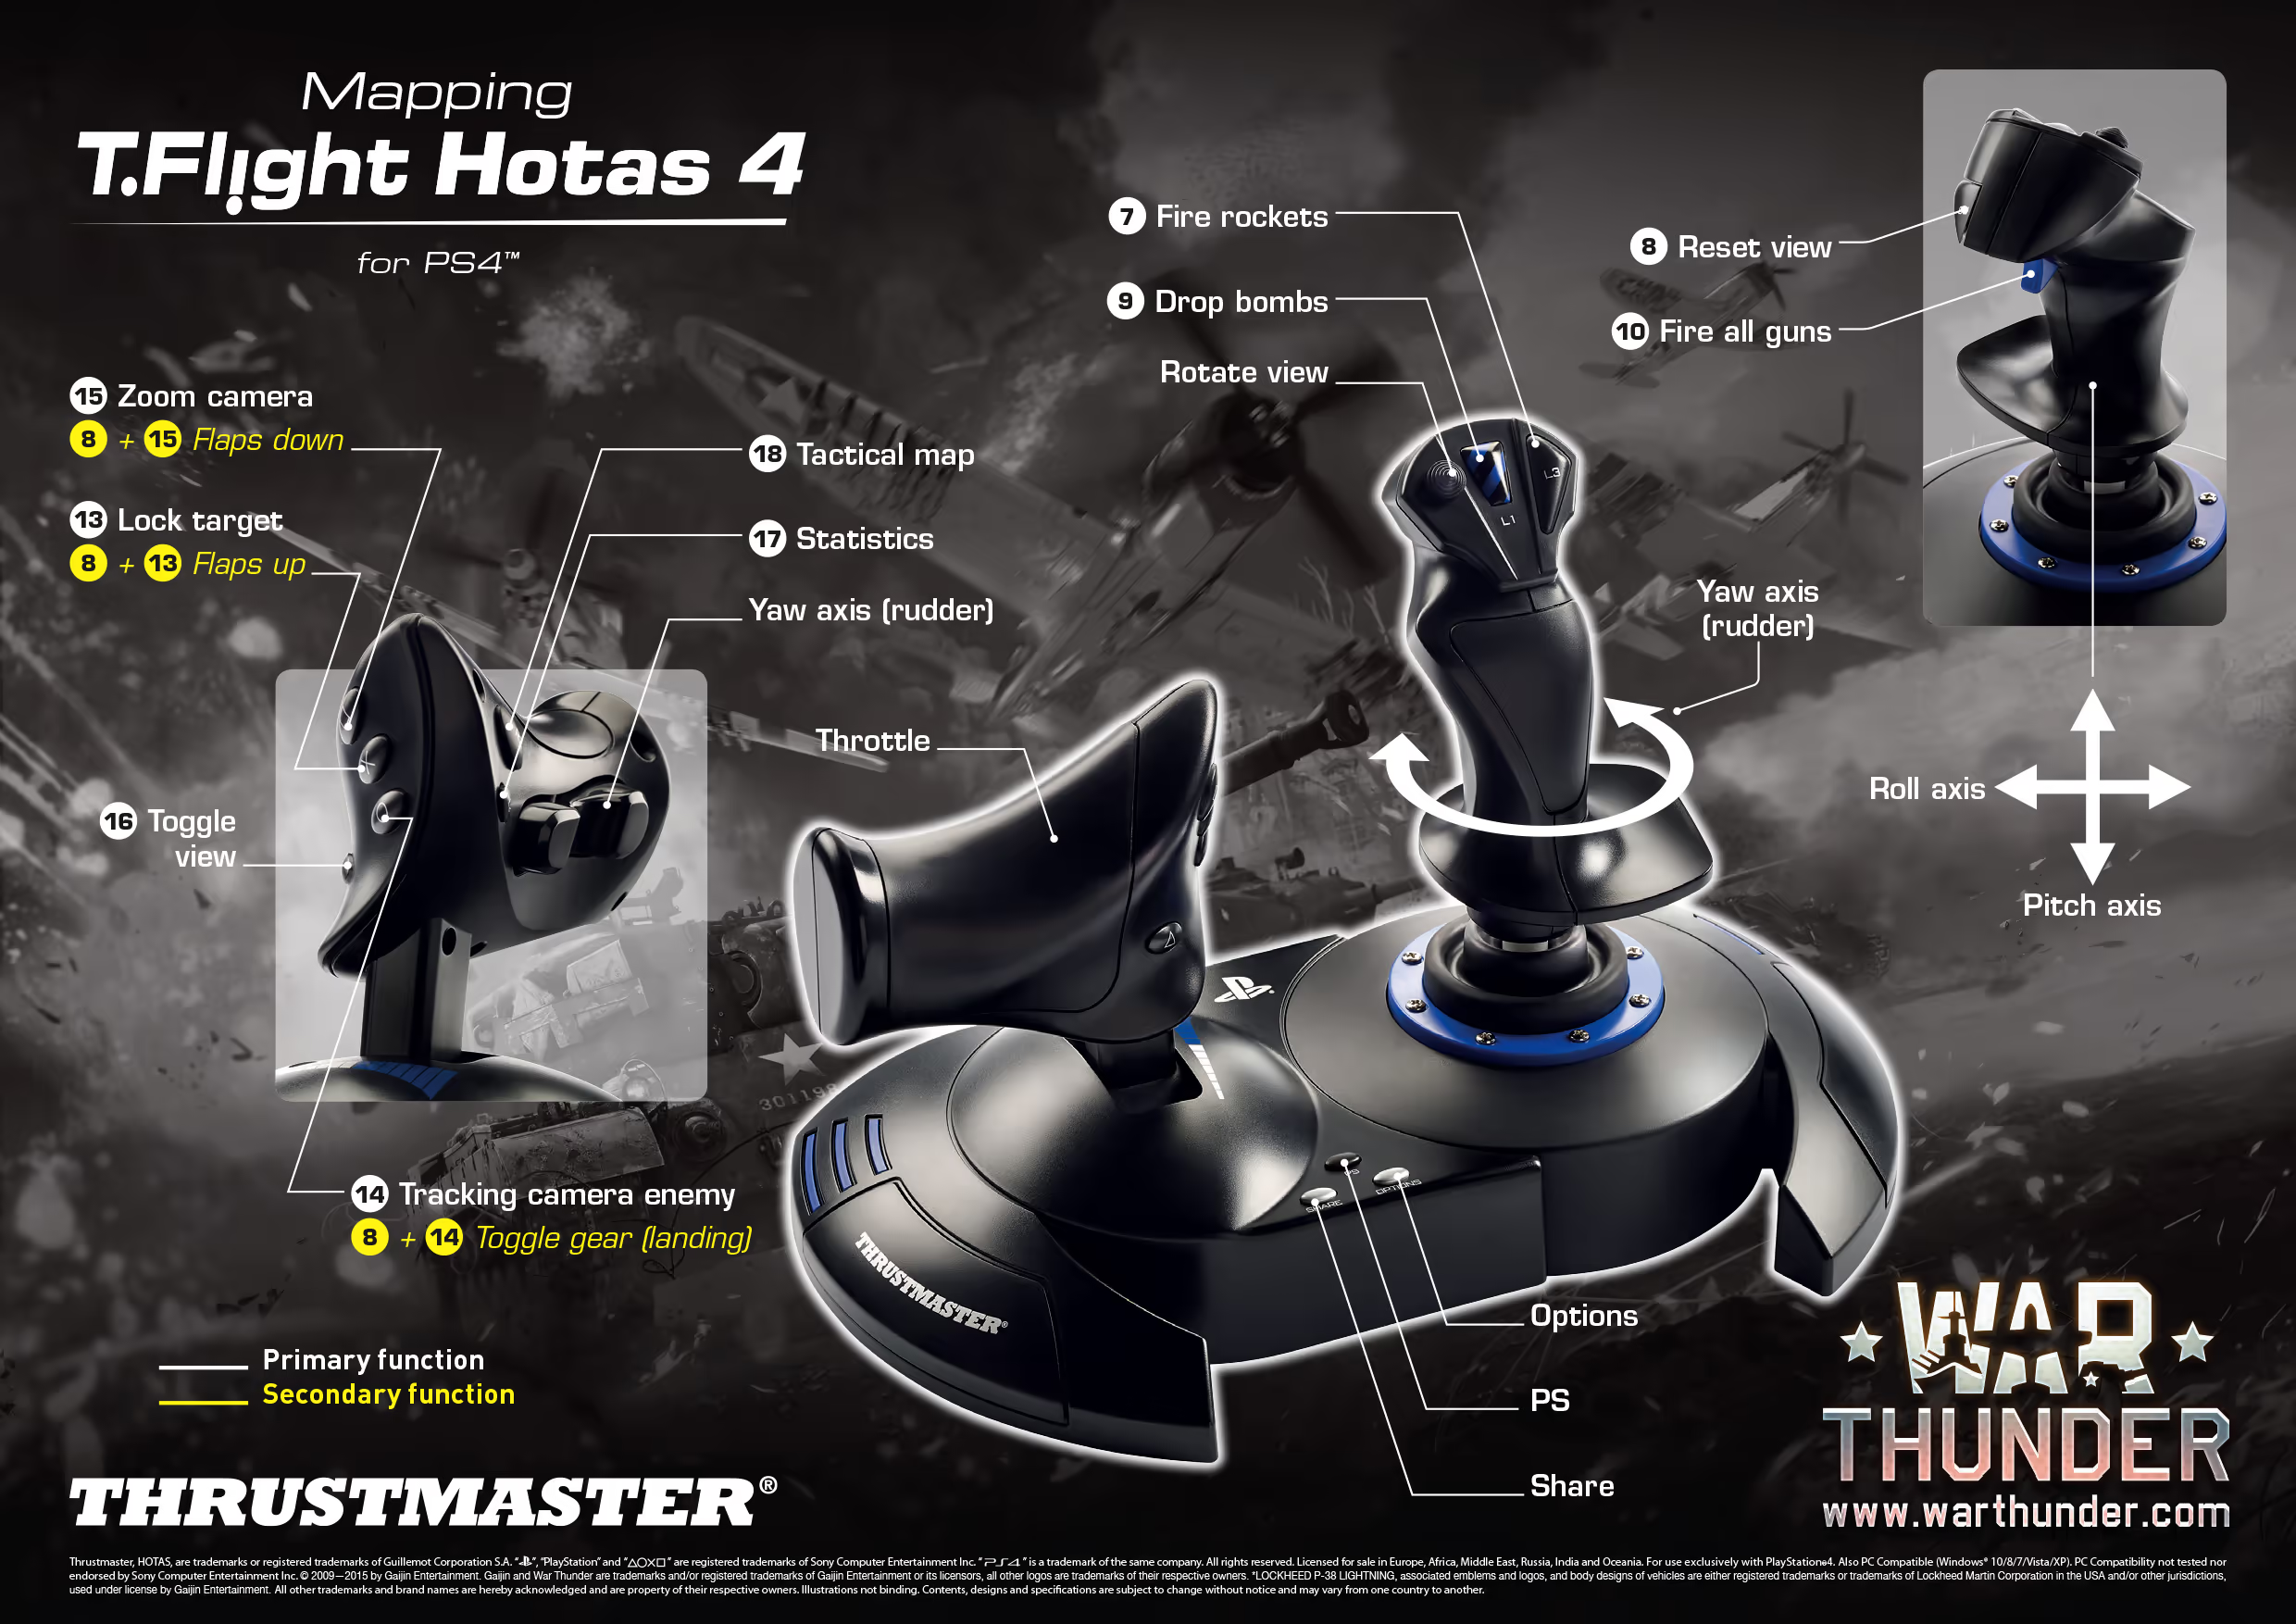 Mapping
T.Flight Hotas 4
for PS4™
7 Fire rockets
9 Drop bombs
Rotate view
8 Reset view
10 Fire all guns
15 Zoom camera
8 + 15 Flaps down
13 Lock target
8 + 13 Flaps up
18 Tactical map
17 Statistics
Yaw axis (rudder)
L3
L1
Yaw axis
(rudder)
Throttle
Roll axis
Pitch axis
16 Toggle
view
301198
14 Tracking camera enemy
8 + 14 Toggle gear (landing)
PS
OPTIONS
SHARE
THRUSTMASTER®
Options
PS
Share
Primary function
Secondary function
THRUSTMASTER®
WAR
THUNDER
www.warthunder.com
Thrustmaster, HOTAS, are trademarks or registered trademarks of Guillemot Corporation S.A. “ ”, “PlayStation” and “△○×□” are registered trademarks of Sony Computer Entertainment Inc. “PS4” is a trademark of the same company. All rights reserved. Licensed for sale in Europe, Africa, Middle East, Russia, India and Oceania. For use exclusively with PlayStation®4. Also PC Compatible (Windows® 10/8/7/Vista/XP). PC Compatibility not tested nor
endorsed by Sony Computer Entertainment Inc. © 2009—2015 by Gaijin Entertainment. Gaijin and War Thunder are trademarks and/or registered trademarks of Gaijin Entertainment or its licensors, all other logos are trademarks of their respective owners. *LOCKHEED P-38 LIGHTNING, associated emblems and logos, and body designs of vehicles are either registered trademarks or trademarks of Lockheed Martin Corporation in the USA and/or other jurisdictions,
used under license by Gaijin Entertainment. All other trademarks and brand names are hereby acknowledged and are property of their respective owners. Illustrations not binding. Contents, designs and specifications are subject to change without notice and may vary from one country to another.